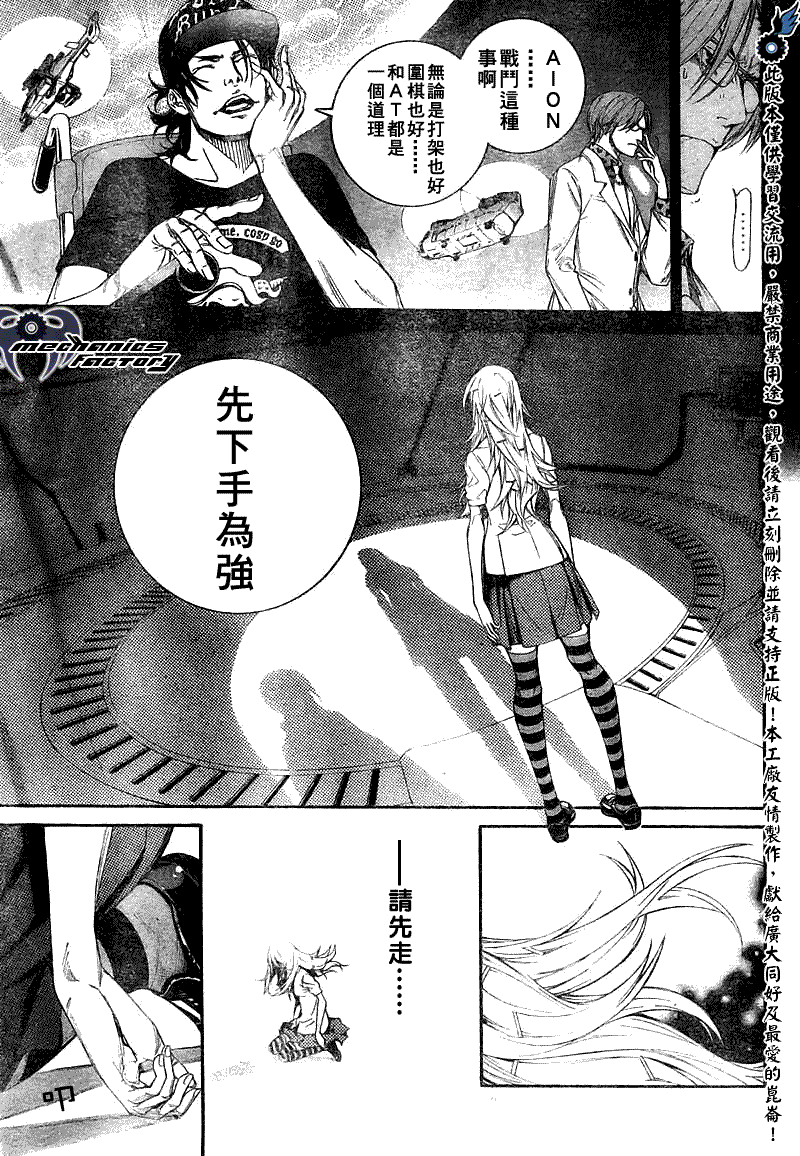 ……
AION
……
戰鬥這種
事啊
無論是打架也好
圍棋也好……
和AT都是
一個道理
me, cosp go
mechanics
factory
先下手為強
——請先走……
叩
此版本僅供學習交流用，嚴禁商業用途，觀看後請立刻刪除並請支持正版！本工廠友情製作，獻給廣大同好及最愛的崑崙！